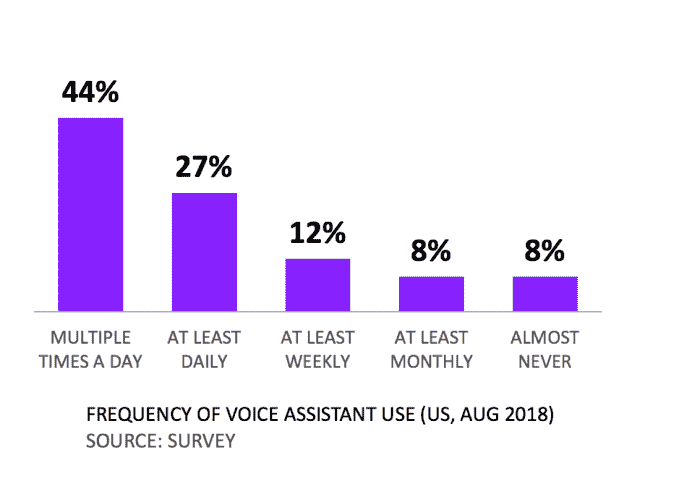 44%
27%
12%
8%
8%
MULTIPLE
TIMES A DAY
AT LEAST
DAILY
AT LEAST
WEEKLY
AT LEAST
MONTHLY
ALMOST
NEVER
FREQUENCY OF VOICE ASSISTANT USE (US, AUG 2018)
SOURCE: SURVEY